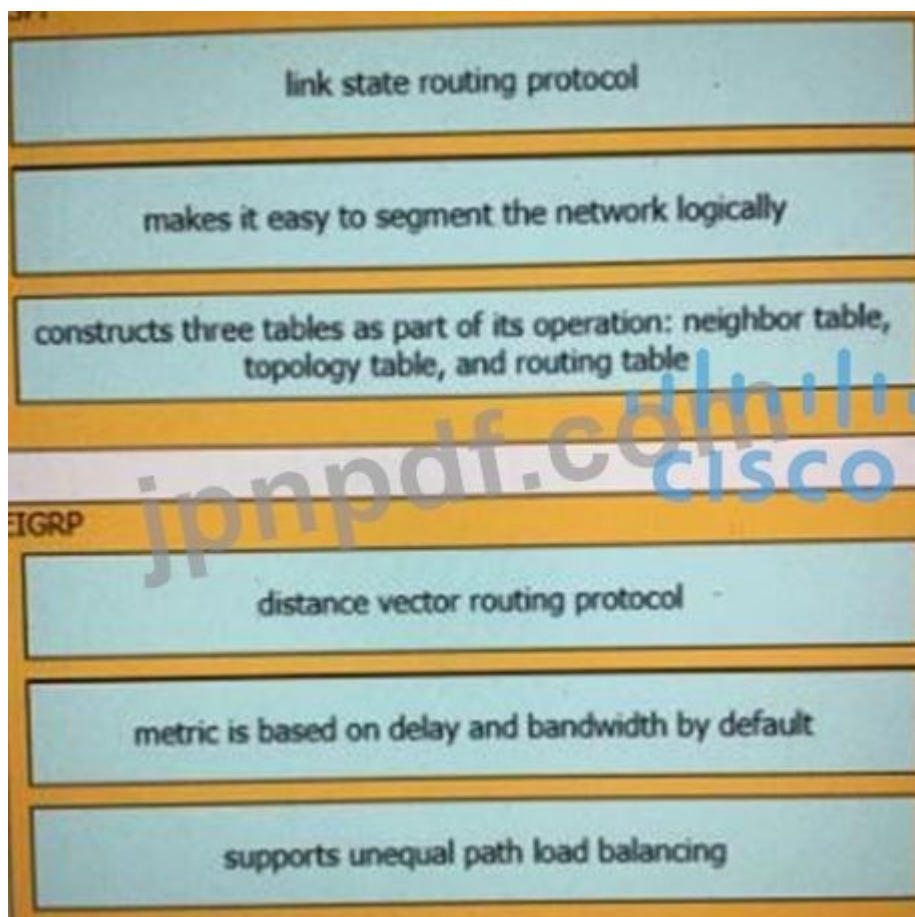 link state routing protocol
makes it easy to segment the network logically
constructs three tables as part of its operation: neighbor table,
topology table, and routing table
CISCO
jpnpdf.com
EIGRP
distance vector routing protocol
metric is based on delay and bandwidth by default
supports unequal path load balancing